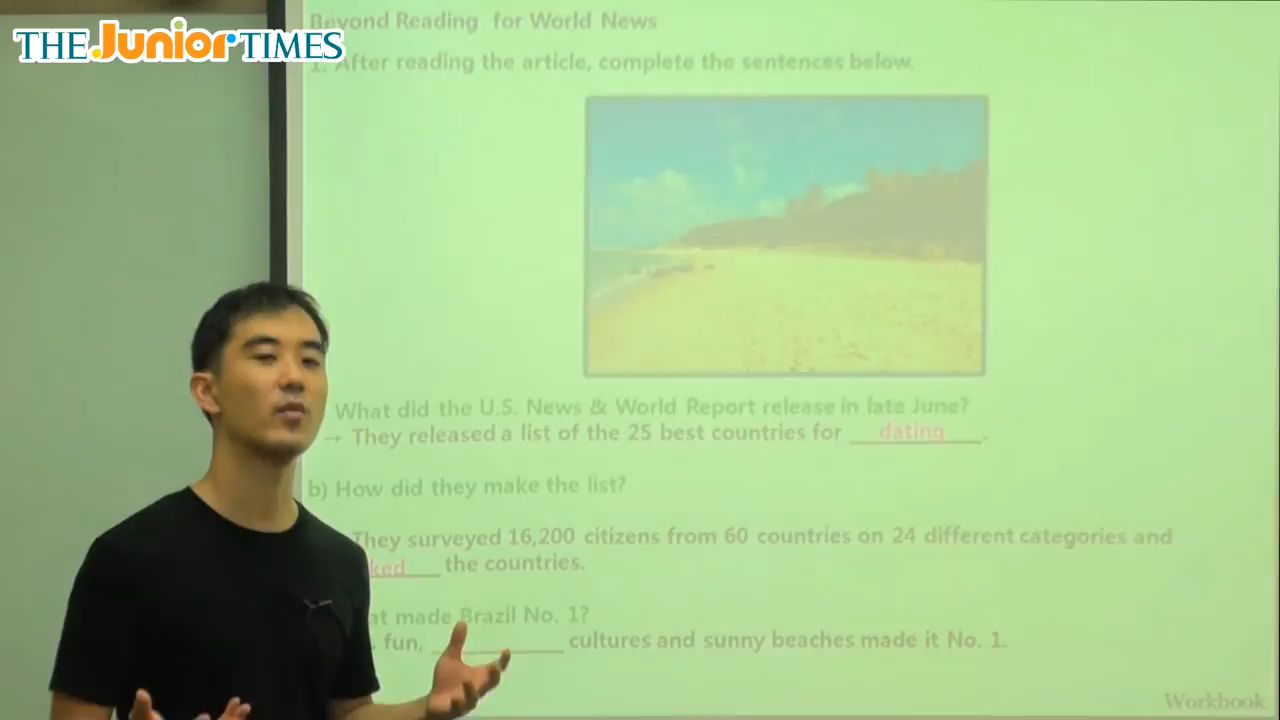 THE Junior TIMES
Beyond Reading for World News
1. After reading the article, complete the sentences below.
What did the U.S. News & World Report release in late June?
→ They released a list of the 25 best countries for dating.
b) How did they make the list?
They surveyed 16,200 citizens from 60 countries on 24 different categories and
ked the countries.
at made Brazil No. 1?
fun, ________ cultures and sunny beaches made it No. 1.
Workbook